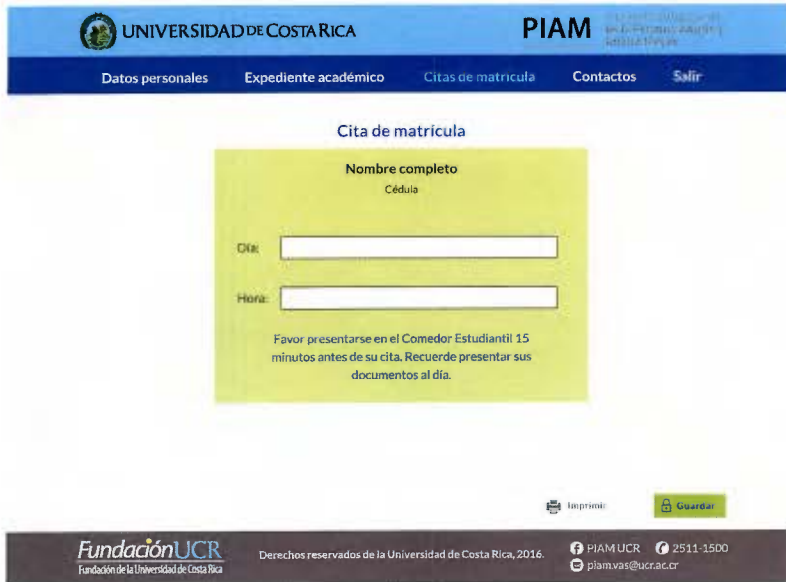 UNIVERSIDAD DE COSTA RICA
PIAM
Datos personales Expediente académico Citas de matrícula Contactos Salir
Cita de matrícula
Nombre completo
Cédula
Día:
Hora:
Favor presentarse en el Comedor Estudiantil 15
minutos antes de su cita. Recuerde presentar sus
documentos al día.
Imprimir Guardar
FundaciónUCR
Fundación de la Universidad de Costa Rica
Derechos reservados de la Universidad de Costa Rica, 2016.
PIAM UCR 2511-1500
piam.vas@ucr.ac.cr